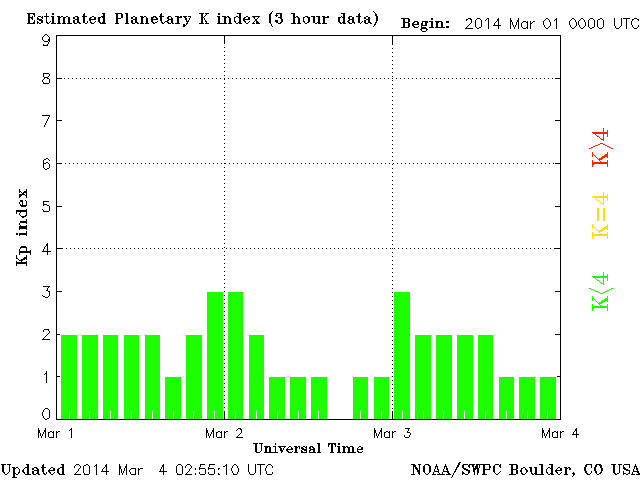 Estimated Planetary K index (3 hour data) Begin: 2014 Mar 01 0000 UTC
9
8
7
6
5
4
3
2
1
0
Kp index
K>4
K=4
K<4
Mar 1 Mar 2 Mar 3 Mar 4
Universal Time
Updated 2014 Mar 4 02:55:10 UTC NOAA/SWPC Boulder, CO USA